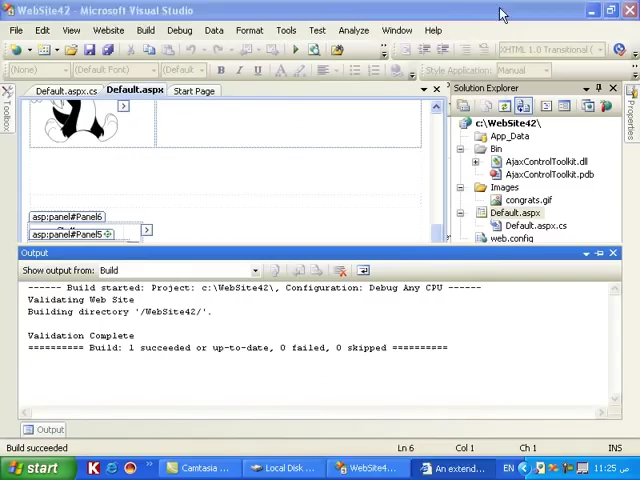 WebSite42 - Microsoft Visual Studio
File Edit View Website Build Debug Data Format Tools Test Analyze Window Help
XHTML 1.0 Transitional (
(None) (Default Font) (Default B I U A Style Application: Manual
Default.aspx.cs Default.aspx Start Page
Toolbox
asp:panel#Panel6
asp:panel#Panel5
Solution Explorer
c:\WebSite42\
App_Data
Bin
AjaxControlToolkit.dll
AjaxControlToolkit.pdb
Images
congrats.gif
Default.aspx
Default.aspx.cs
web.config
Properties
Output
Show output from: Build
------ Build started: Project: c:\WebSite42\, Configuration: Debug Any CPU ------
Validating Web Site
Building directory '/WebSite42/'.
Validation Complete
========== Build: 1 succeeded or up-to-date, 0 failed, 0 skipped ==========
Output
Build succeeded Ln 6 Col 1 Ch 1 INS
start K Camtasia ... Local Disk ... WebSite4... An extend... EN 11:25 ص